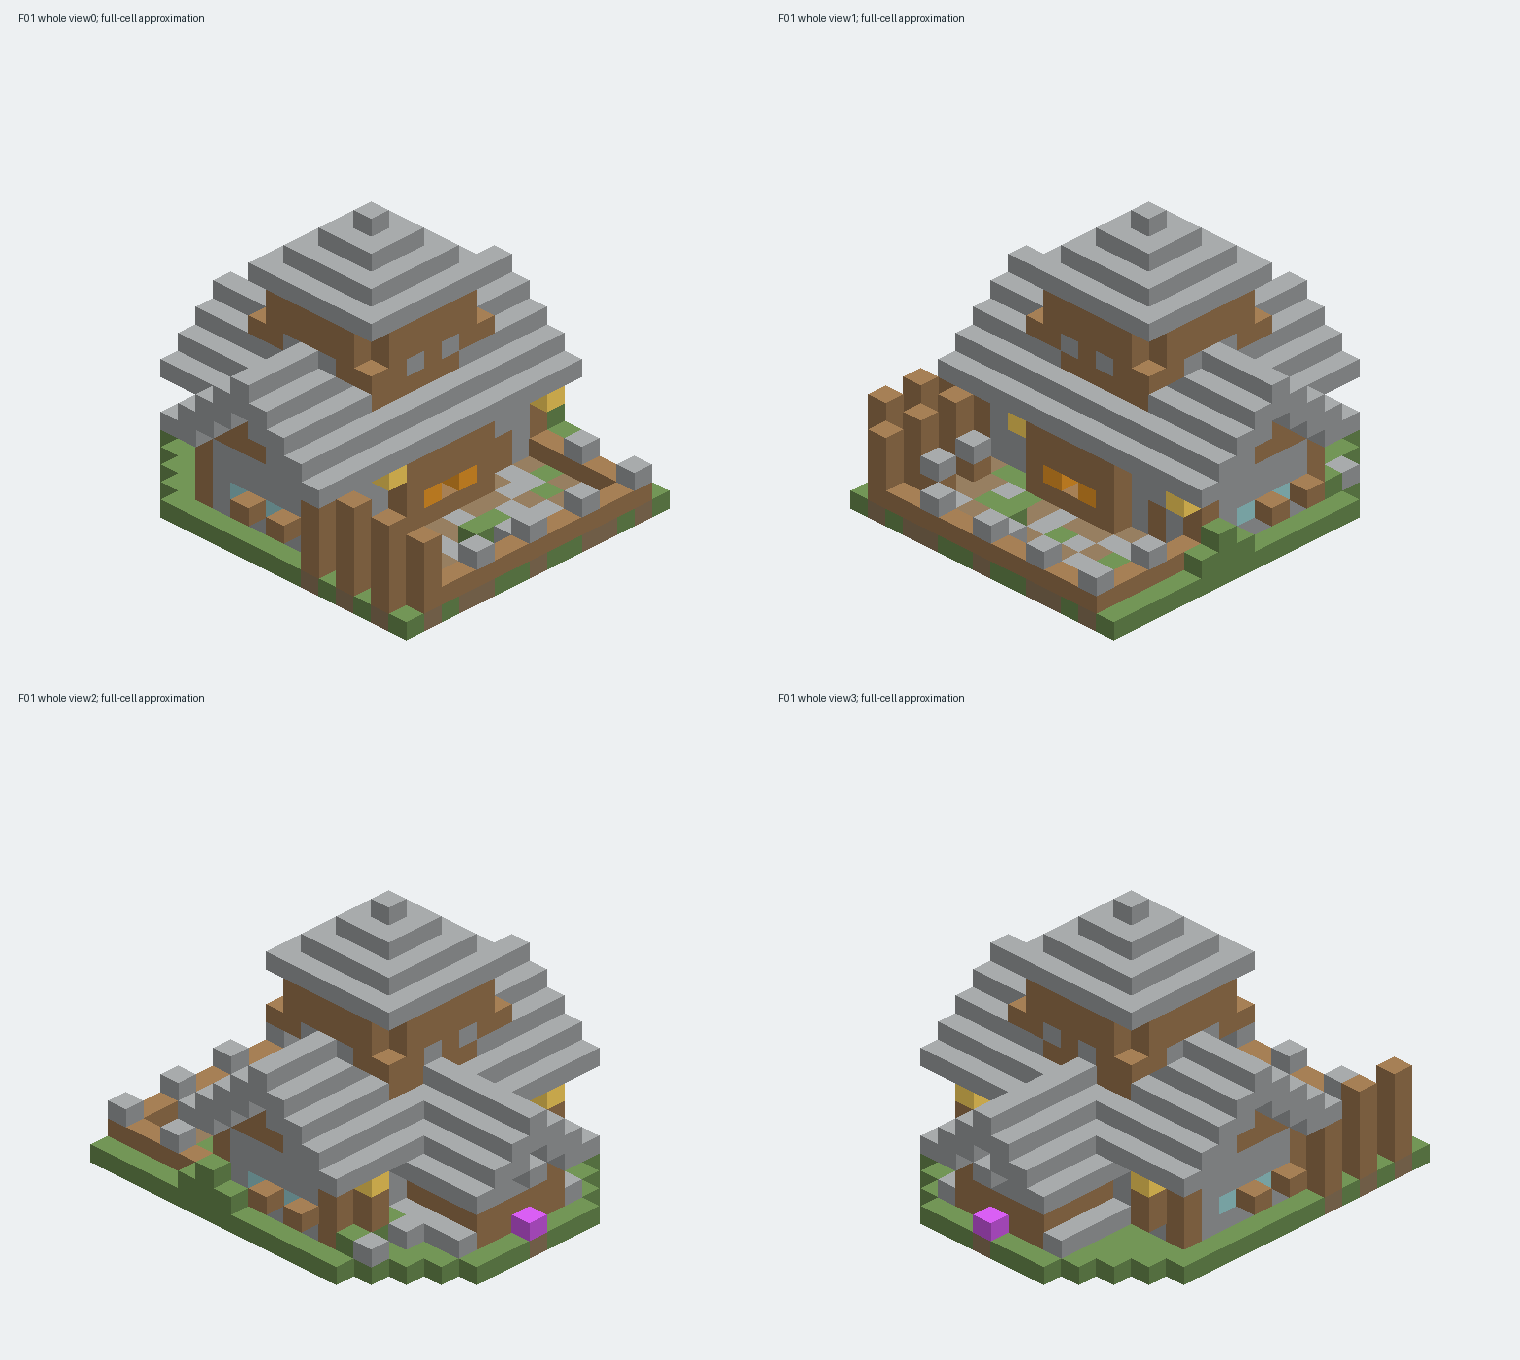 F01 whole view0; full-cell approximation
F01 whole view1; full-cell approximation
F01 whole view2; full-cell approximation
F01 whole view3; full-cell approximation